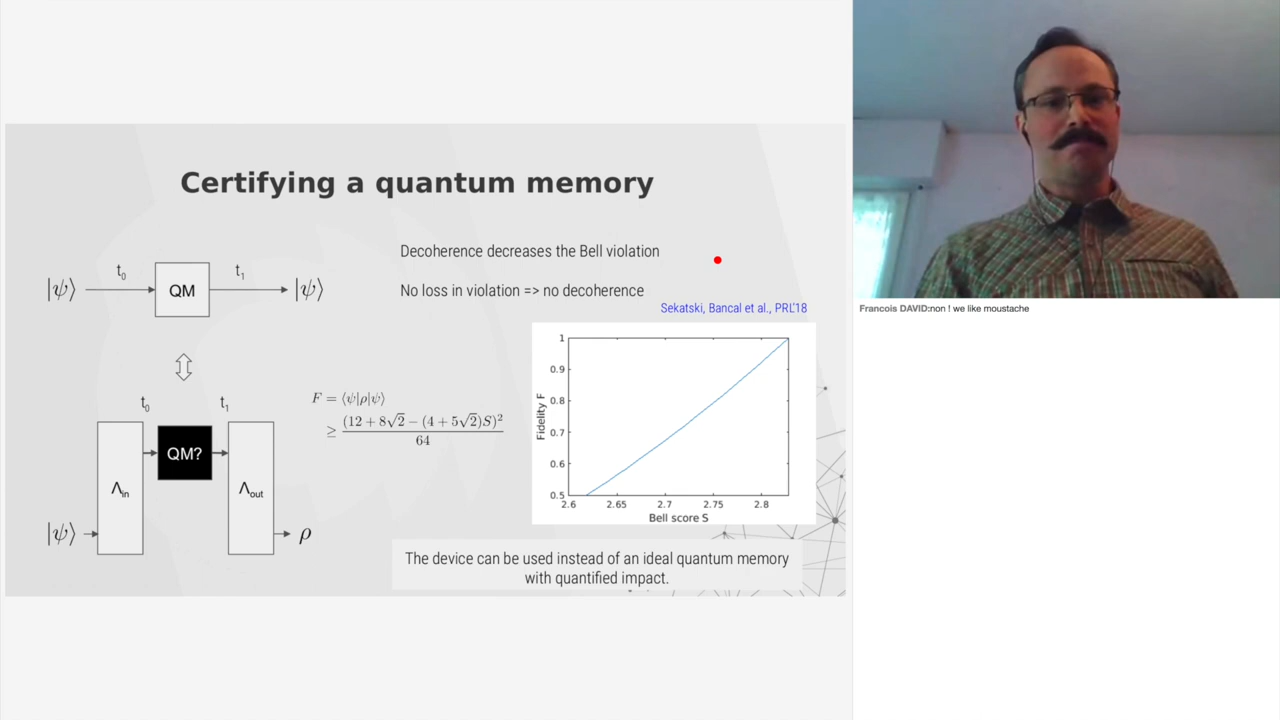 Certifying a quantum memory
|ψ⟩
t0
QM
t1
|ψ⟩
Decoherence decreases the Bell violation
No loss in violation => no decoherence
Sekatski, Bancal et al., PRL'18
t0
t1
|ψ⟩
Λin
QM?
Λout
ρ
F = ⟨ψ|ρ|ψ⟩
≥ (12 + 8√2 − (4 + 5√2)S)²
64
1
0.9
0.8
0.7
0.6
0.5
Fidelity F
2.6 2.65 2.7 2.75 2.8
Bell score S
The device can be used instead of an ideal quantum memory
with quantified impact.
Francois DAVID:non ! we like moustache